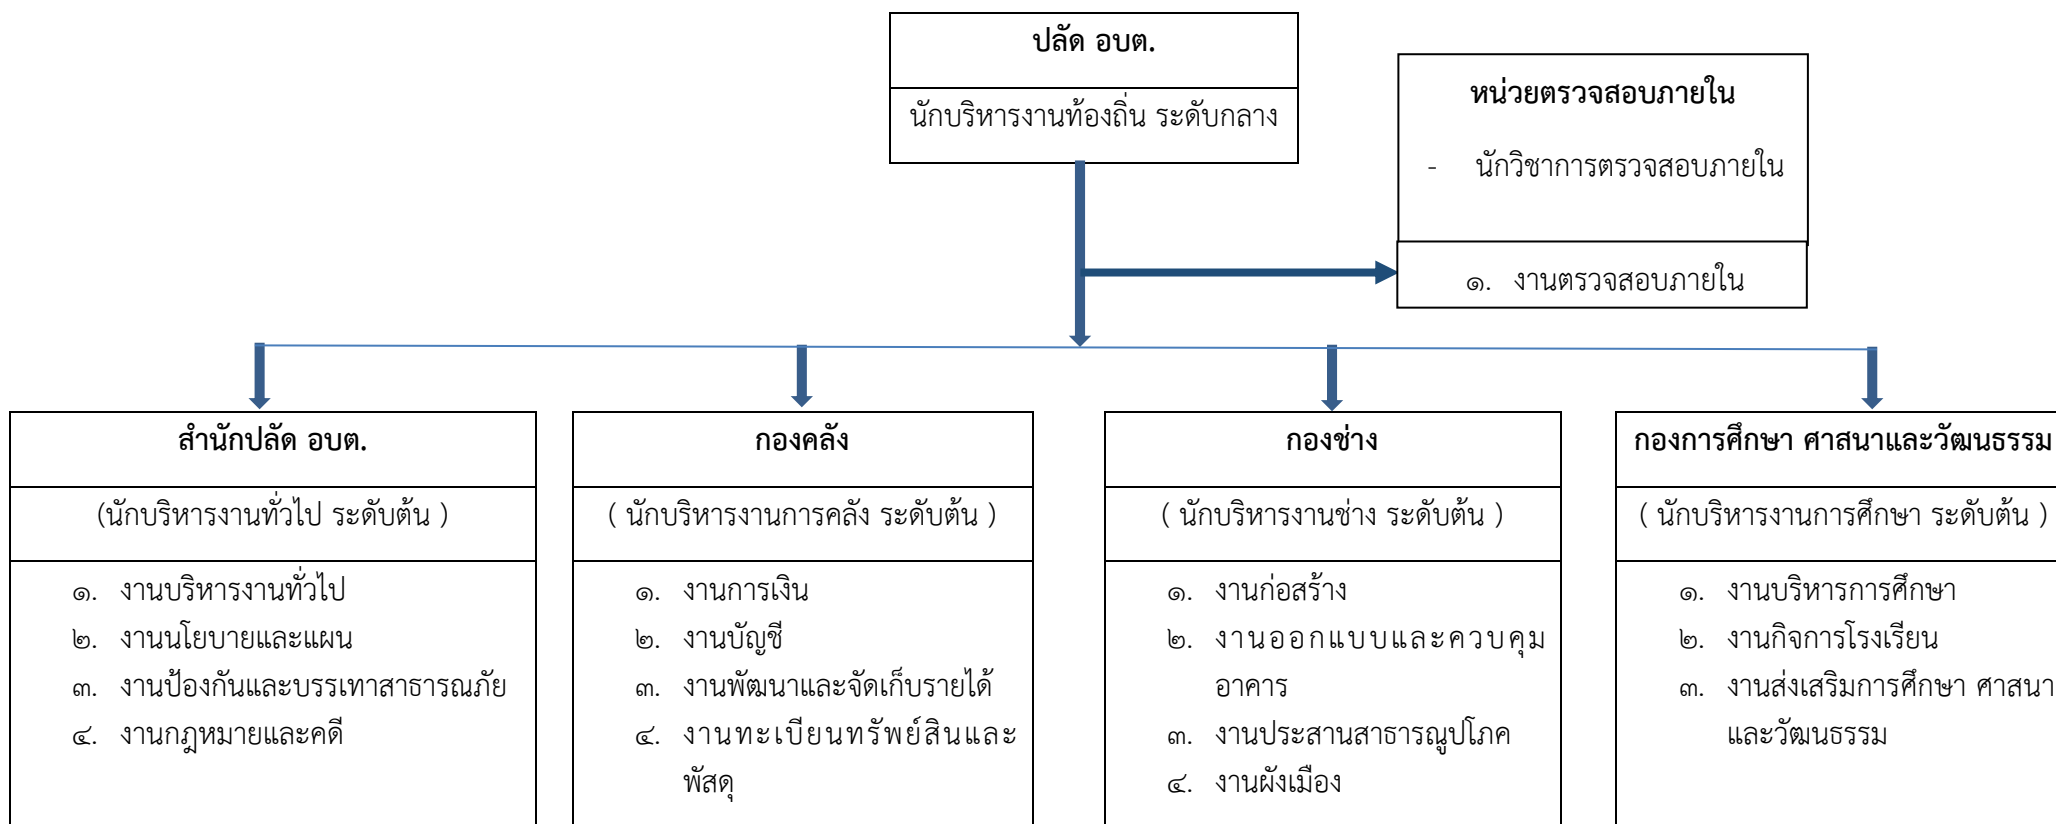 ปลัด อบต.
นักบริหารงานท้องถิ่น ระดับกลาง
หน่วยตรวจสอบภายใน
- นักวิชาการตรวจสอบภายใน
๑. งานตรวจสอบภายใน
สำนักปลัด อบต.
(นักบริหารงานทั่วไป ระดับต้น )
๑. งานบริหารงานทั่วไป
๒. งานนโยบายและแผน
๓. งานป้องกันและบรรเทาสาธารณภัย
๔. งานกฎหมายและคดี
กองคลัง
( นักบริหารงานการคลัง ระดับต้น )
๑. งานการเงิน
๒. งานบัญชี
๓. งานพัฒนาและจัดเก็บรายได้
๔. งานทะเบียนทรัพย์สินและ
พัสดุ
กองช่าง
( นักบริหารงานช่าง ระดับต้น )
๑. งานก่อสร้าง
๒. งานออกแบบและควบคุม
อาคาร
๓. งานประสานสาธารณูปโภค
๔. งานผังเมือง
กองการศึกษา ศาสนาและวัฒนธรรม
( นักบริหารงานการศึกษา ระดับต้น )
๑. งานบริหารการศึกษา
๒. งานกิจการโรงเรียน
๓. งานส่งเสริมการศึกษา ศาสนา
และวัฒนธรรม